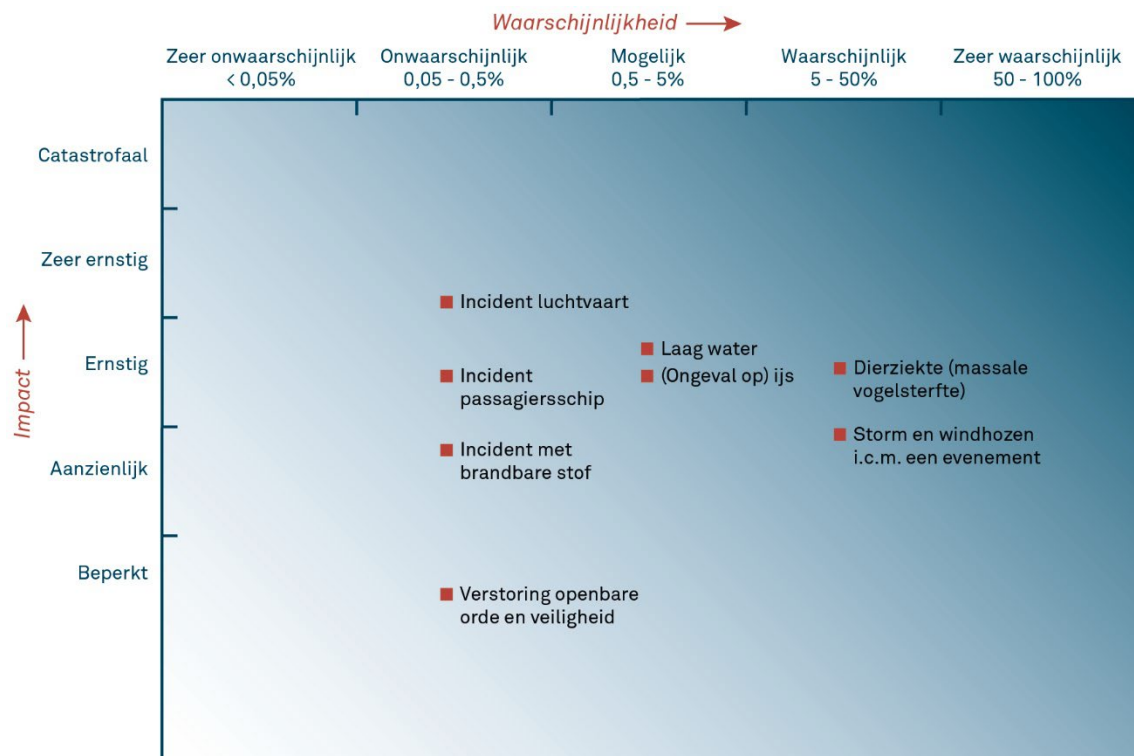 Waarschijnlijkheid
Zeer onwaarschijnlijk
< 0,05%
Onwaarschijnlijk
0,05 - 0,5%
Mogelijk
0,5 - 5%
Waarschijnlijk
5 - 50%
Zeer waarschijnlijk
50 - 100%
Impact
Catastrofaal
Zeer ernstig
Ernstig
Aanzienlijk
Beperkt
Incident luchtvaart
Laag water
(Ongeval op) ijs
Dierziekte (massale
vogelsterfte)
Incident
passagiersschip
Storm en windhozen
i.c.m. een evenement
Incident met
brandbare stof
Verstoring openbare
orde en veiligheid